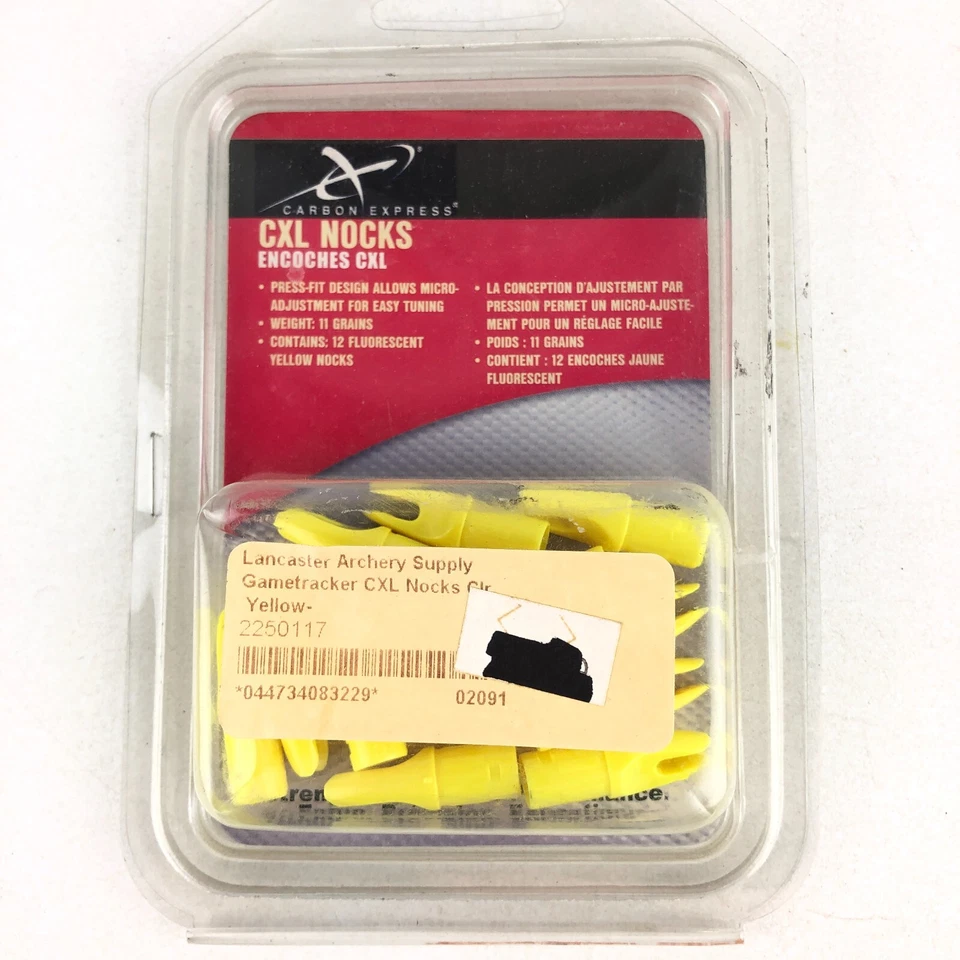 CARBON EXPRESS®
CXL NOCKS
ENCOCHES CXL
• PRESS-FIT DESIGN ALLOWS MICRO-
ADJUSTMENT FOR EASY TUNING
• WEIGHT: 11 GRAINS
• CONTAINS: 12 FLUORESCENT
YELLOW NOCKS
• LA CONCEPTION D'AJUSTEMENT PAR
PRESSION PERMET UN MICRO-AJUSTE-
MENT POUR UN RÉGLAGE FACILE
• POIDS : 11 GRAINS
• CONTIENT : 12 ENCOCHES JAUNE
FLUORESCENT
Lancaster Archery Supply
Gametracker CXL Nocks Clr
Yellow-
2250117
*044734083229* 02091